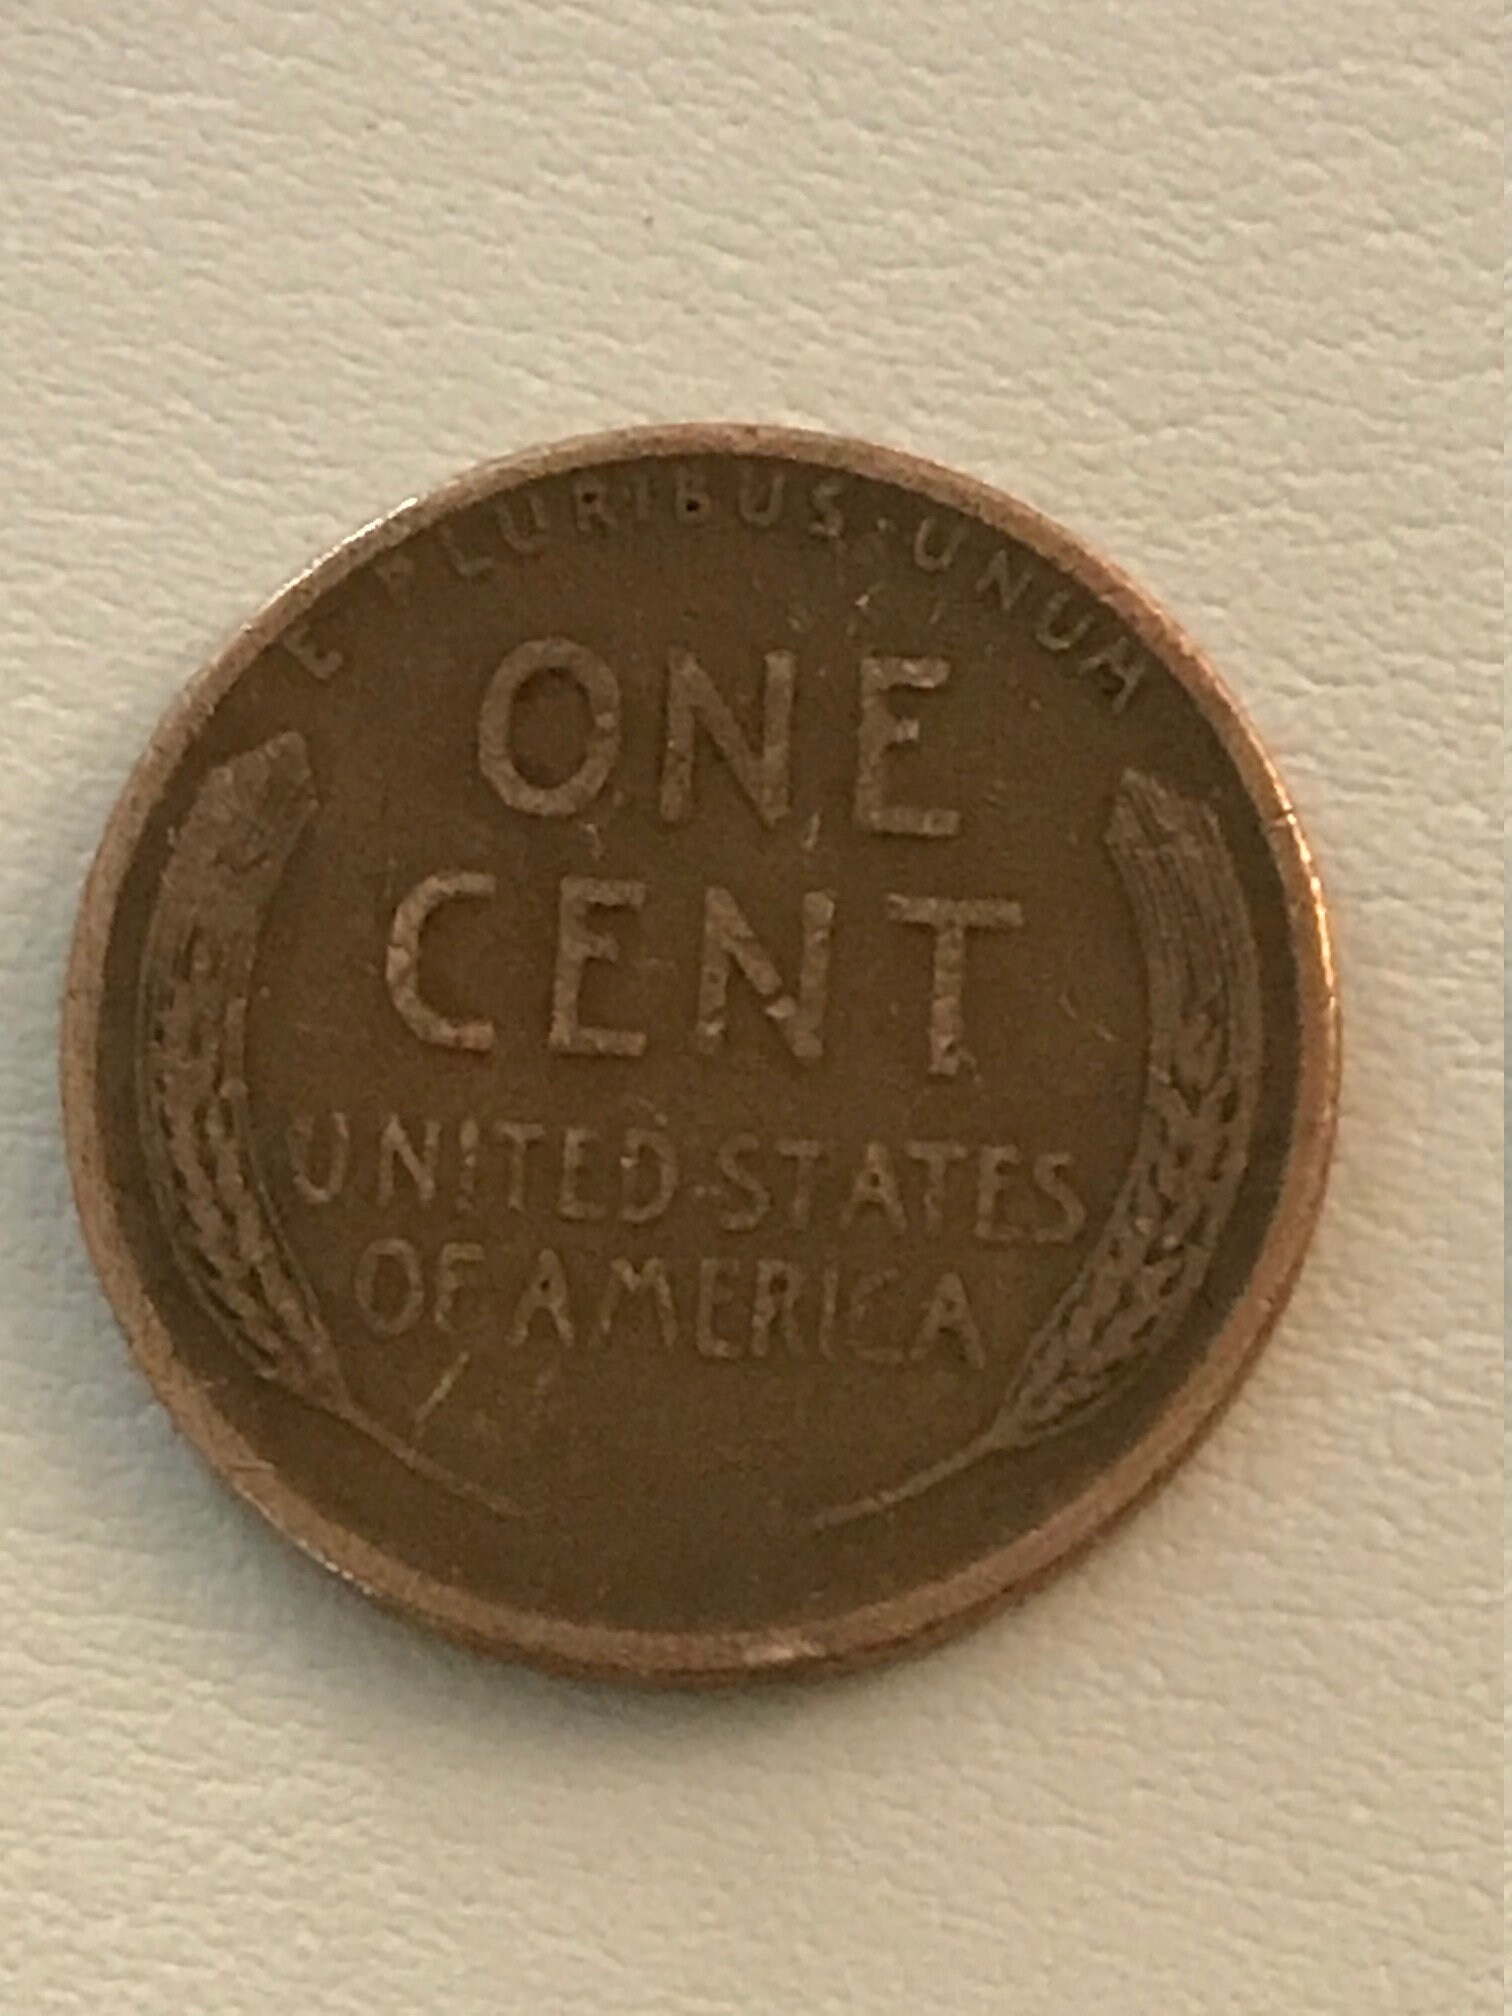 E PLURIBUS·UNUM
ONE
CENT
UNITED·STATES
OF AMERICA